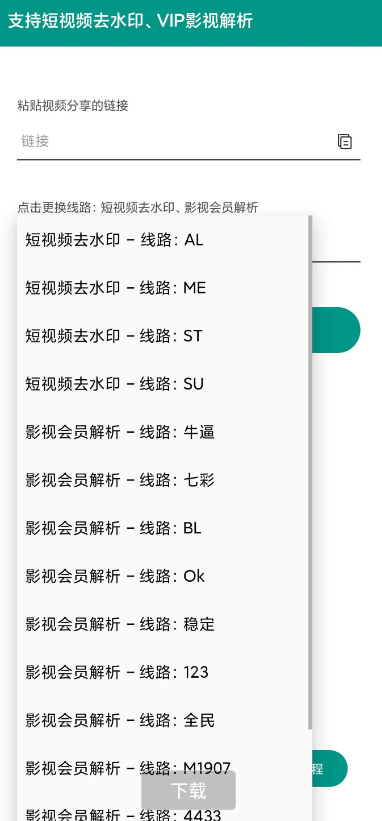 支持短视频去水印、VIP影视解析
粘贴视频分享的链接
链接
点击更换线路：短视频去水印、影视会员解析
短视频去水印 - 线路：AL
短视频去水印 - 线路：ME
短视频去水印 - 线路：ST
短视频去水印 - 线路：SU
影视会员解析 - 线路：牛逼
影视会员解析 - 线路：七彩
影视会员解析 - 线路：BL
影视会员解析 - 线路：Ok
影视会员解析 - 线路：稳定
影视会员解析 - 线路：123
影视会员解析 - 线路：全民
影视会员解析 - 线路：M1907
程
下载
影视会员解析 - 线路：4433